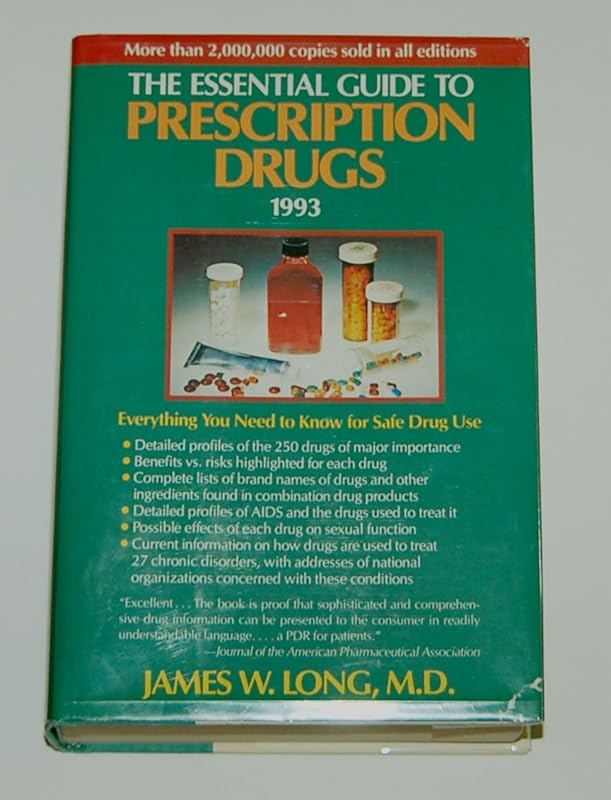 More than 2,000,000 copies sold in all editions
THE ESSENTIAL GUIDE TO
PRESCRIPTION
DRUGS
1993
Everything You Need to Know for Safe Drug Use
• Detailed profiles of the 250 drugs of major importance
• Benefits vs. risks highlighted for each drug
• Complete lists of brand names of drugs and other
ingredients found in combination drug products
• Detailed profiles of AIDS and the drugs used to treat it
• Possible effects of each drug on sexual function
• Current information on how drugs are used to treat
27 chronic disorders, with addresses of national
organizations concerned with these conditions
“Excellent . . . The book is proof that sophisticated and comprehen-
sive drug information can be presented to the consumer in readily
understandable language. . . . a PDR for patients.”
—Journal of the American Pharmaceutical Association
JAMES W. LONG, M.D.